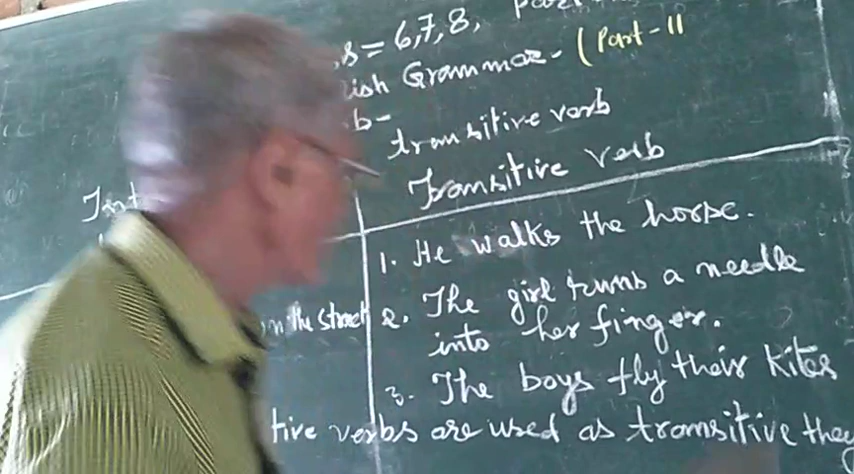 s = 6,7,8,
ish Grammar - (Part - II
b -
transitive verb
Int
Transitive verb
1. He walks the horse.
on the street
2. The girl runs a needle
into her finger.
3. The boys fly their kites
tive verbs are used as transitive they